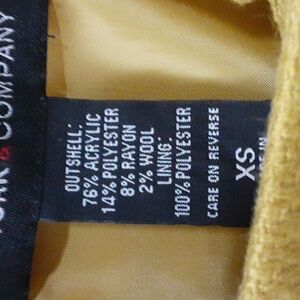 & COMPANY
OUTSHELL:
76% ACRYLIC
14% POLYESTER
8% RAYON
2% WOOL
LINING:
100% POLYESTER
CARE ON REVERSE
XS